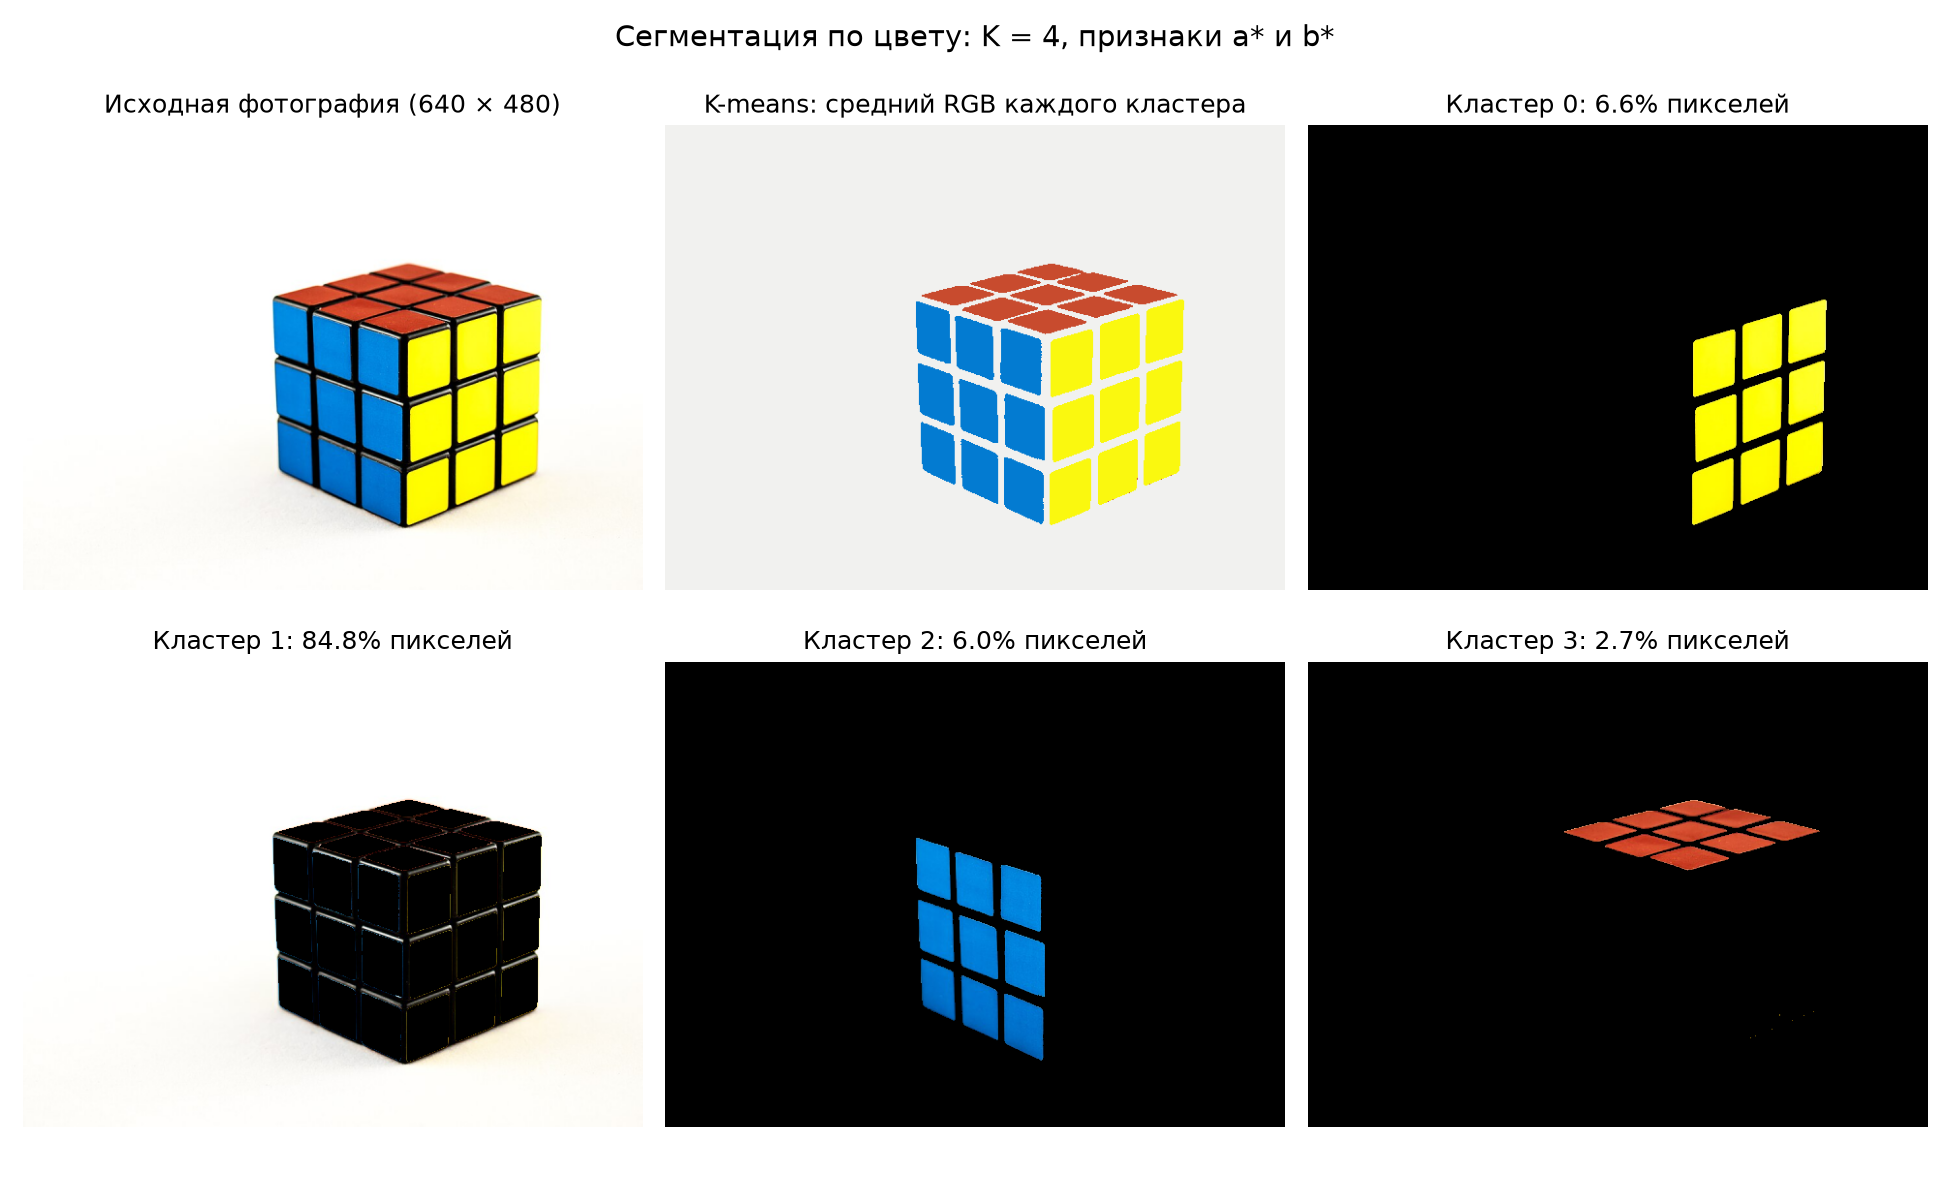 Сегментация по цвету: K = 4, признаки a* и b*
Исходная фотография (640 × 480)
K-means: средний RGB каждого кластера
Кластер 0: 6.6% пикселей
Кластер 1: 84.8% пикселей
Кластер 2: 6.0% пикселей
Кластер 3: 2.7% пикселей